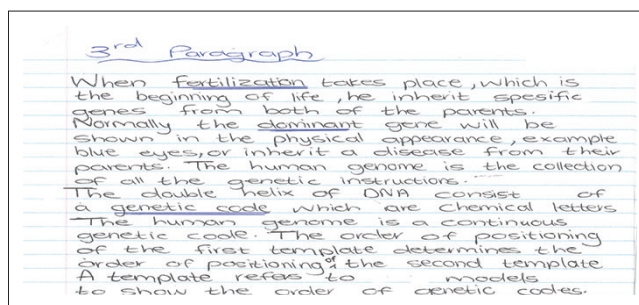 3rd Paragraph
When fertilization takes place, which is
the beginning of life, he inherit spesific
genes from both of the parents.
Normally the dominant gene will be
shown in the physical appearance, example
blue eyes, or inherit a disease from their
parents. The human genome is the collection
of all the genetic instructions.
The double helix of DNA consist of
a genetic code which are chemical letters
The human genome is a continuous
genetic code. The order of positioning
of the first template determines the
order of positioning of the second template
A template refers to models
to show the order of genetic codes.